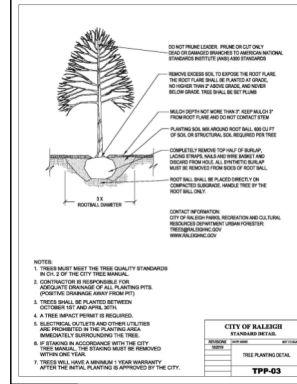 DO NOT PRUNE LEADER. PRUNE OR CUT ONLY
DEAD OR DAMAGED BRANCHES TO AMERICAN NATIONAL
STANDARDS INSTITUTE (ANSI) A300 STANDARDS
REMOVE EXCESS SOIL TO EXPOSE THE ROOT FLARE.
THE ROOT FLARE SHALL BE PLANTED AT GRADE,
NO HIGHER THAN 2" ABOVE GRADE, AND NEVER
BELOW GRADE. TREE SHALL BE SET PLUMB
MULCH DEPTH NOT MORE THAN 3". KEEP MULCH 3"
FROM ROOT FLARE AND DO NOT CONTACT STEM
PLANTING SOIL MIX AROUND ROOT BALL. 600 CU FT
OF SOIL OR STRUCTURAL SOIL REQUIRED PER TREE
COMPLETELY REMOVE TOP HALF OF BURLAP,
LACING STRAPS, NAILS AND WIRE BASKET AND
DISCARD FROM HOLE. ALL SYNTHETIC BURLAP
MUST BE REMOVED FROM SIDES OF ROOT BALL
ROOT BALL SHALL BE PLACED DIRECTLY ON
COMPACTED SUBGRADE, HANDLE TREE BY THE
ROOT BALL ONLY.
3 X
ROOTBALL DIAMETER
CONTACT INFORMATION:
CITY OF RALEIGH PARKS, RECREATION AND CULTURAL
RESOURCES DEPARTMENT URBAN FORESTER:
TREES@RALEIGHNC.GOV
WWW.RALEIGHNC.GOV
NOTES:
1. TREES MUST MEET THE TREE QUALITY STANDARDS
IN CH. 2 OF THE CITY TREE MANUAL.
2. CONTRACTOR IS RESPONSIBLE FOR
ADEQUATE DRAINAGE OF ALL PLANTING PITS.
(POSITIVE DRAINAGE AWAY FROM PIT)
3. TREES SHALL BE PLANTED BETWEEN
OCTOBER 1ST AND APRIL 30TH.
4. A TREE IMPACT PERMIT IS REQUIRED.
5. ELECTRICAL OUTLETS AND OTHER UTILITIES
ARE PROHIBITED IN THE PLANTING AREA
IMMEDIATELY SURROUNDING THE TREE.
6. IF STAKING IN ACCORDANCE WITH THE CITY
TREE MANUAL, THE STAKING MUST BE REMOVED
WITHIN ONE YEAR.
7. TREES WILL HAVE A MINIMUM 1 YEAR WARRANTY
AFTER THE INITIAL PLANTING IS APPROVED BY THE CITY.
CITY OF RALEIGH
STANDARD DETAIL
REVISIONS
TREE PLANTING DETAIL
TPP-03